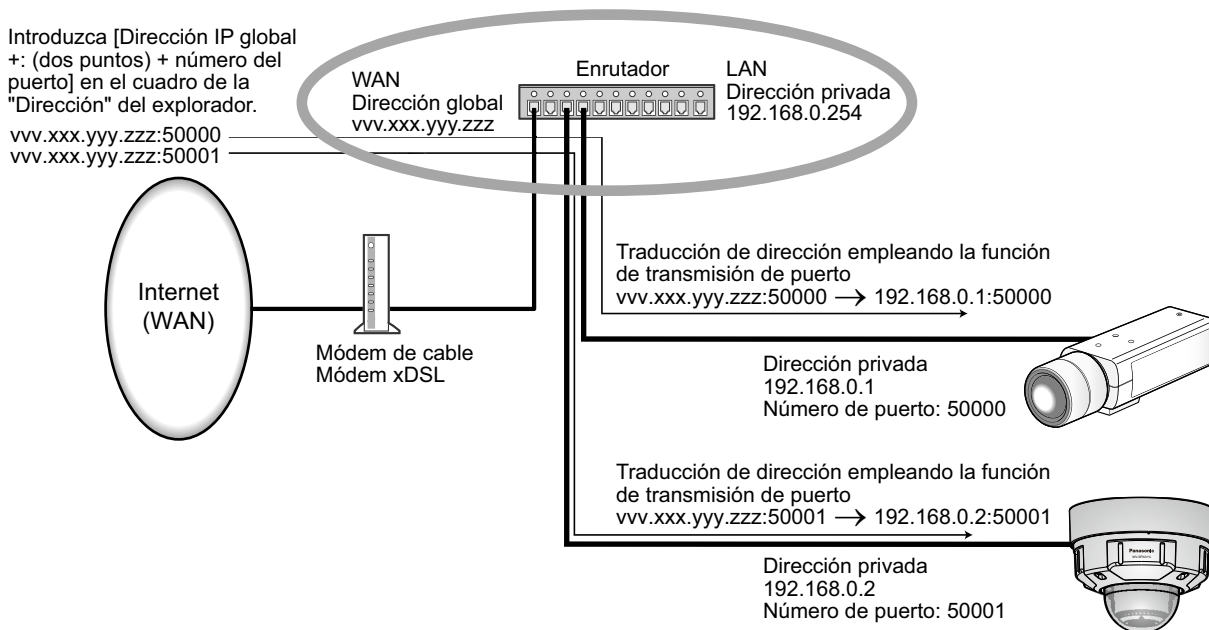 Introduzca [Dirección IP global
+: (dos puntos) + número del
puerto] en el cuadro de la
"Dirección" del explorador.
vvv.xxx.yyy.zzz:50000
vvv.xxx.yyy.zzz:50001
WAN
Dirección global
vvv.xxx.yyy.zzz
Enrutador
LAN
Dirección privada
192.168.0.254
Internet
(WAN)
Módem de cable
Módem xDSL
Traducción de dirección empleando la función
de transmisión de puerto
vvv.xxx.yyy.zzz:50000 → 192.168.0.1:50000
Dirección privada
192.168.0.1
Número de puerto: 50000
Traducción de dirección empleando la función
de transmisión de puerto
vvv.xxx.yyy.zzz:50001 → 192.168.0.2:50001
Panasonic
Dirección privada
192.168.0.2
Número de puerto: 50001